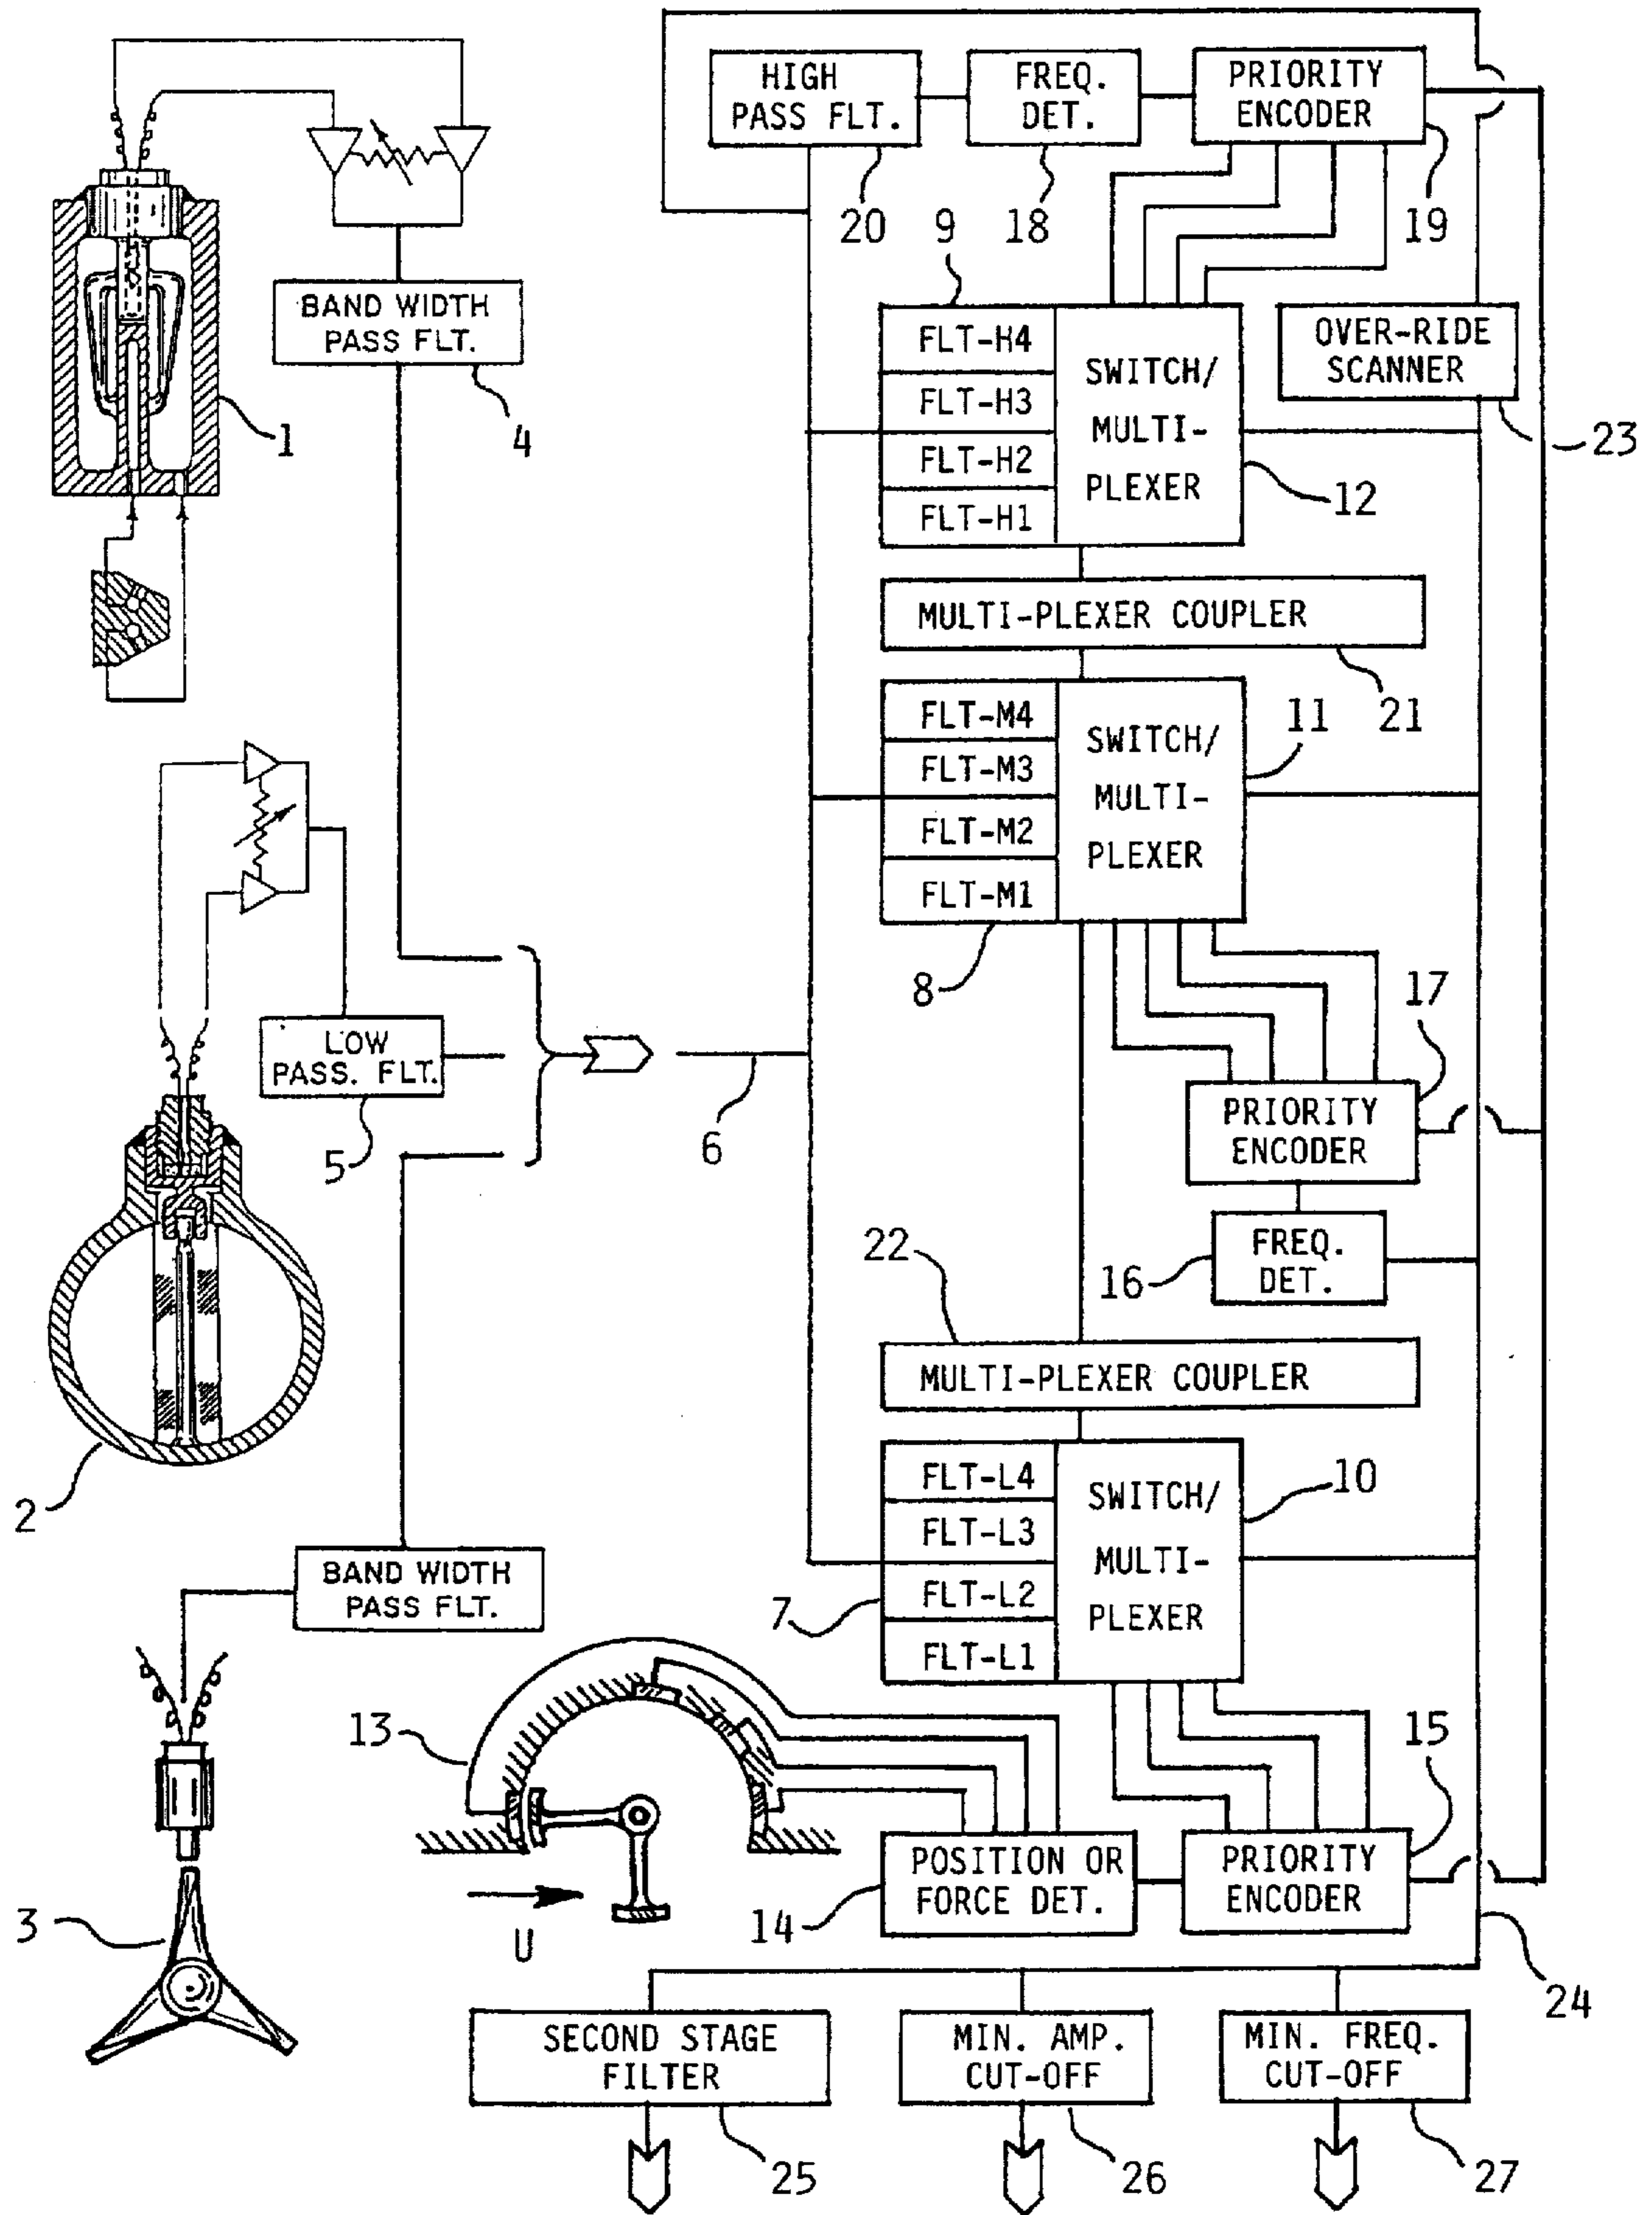 HIGH
PASS FLT.
FREQ.
DET.
PRIORITY
ENCODER
20
18
19
9
BAND WIDTH
PASS FLT.
4
1
FLT-H4
FLT-H3
FLT-H2
FLT-H1
SWITCH/
MULTI-
PLEXER
OVER-RIDE
SCANNER
23
12
MULTI-PLEXER COUPLER
21
FLT-M4
FLT-M3
FLT-M2
FLT-M1
SWITCH/
MULTI-
PLEXER
11
8
LOW
PASS. FLT.
5
6
17
PRIORITY
ENCODER
FREQ.
DET.
16
22
MULTI-PLEXER COUPLER
2
FLT-L4
FLT-L3
FLT-L2
FLT-L1
SWITCH/
MULTI-
PLEXER
10
7
BAND WIDTH
PASS FLT.
13
15
POSITION OR
FORCE DET.
14
PRIORITY
ENCODER
U
3
24
SECOND STAGE
FILTER
25
MIN. AMP.
CUT-OFF
26
MIN. FREQ.
CUT-OFF
27